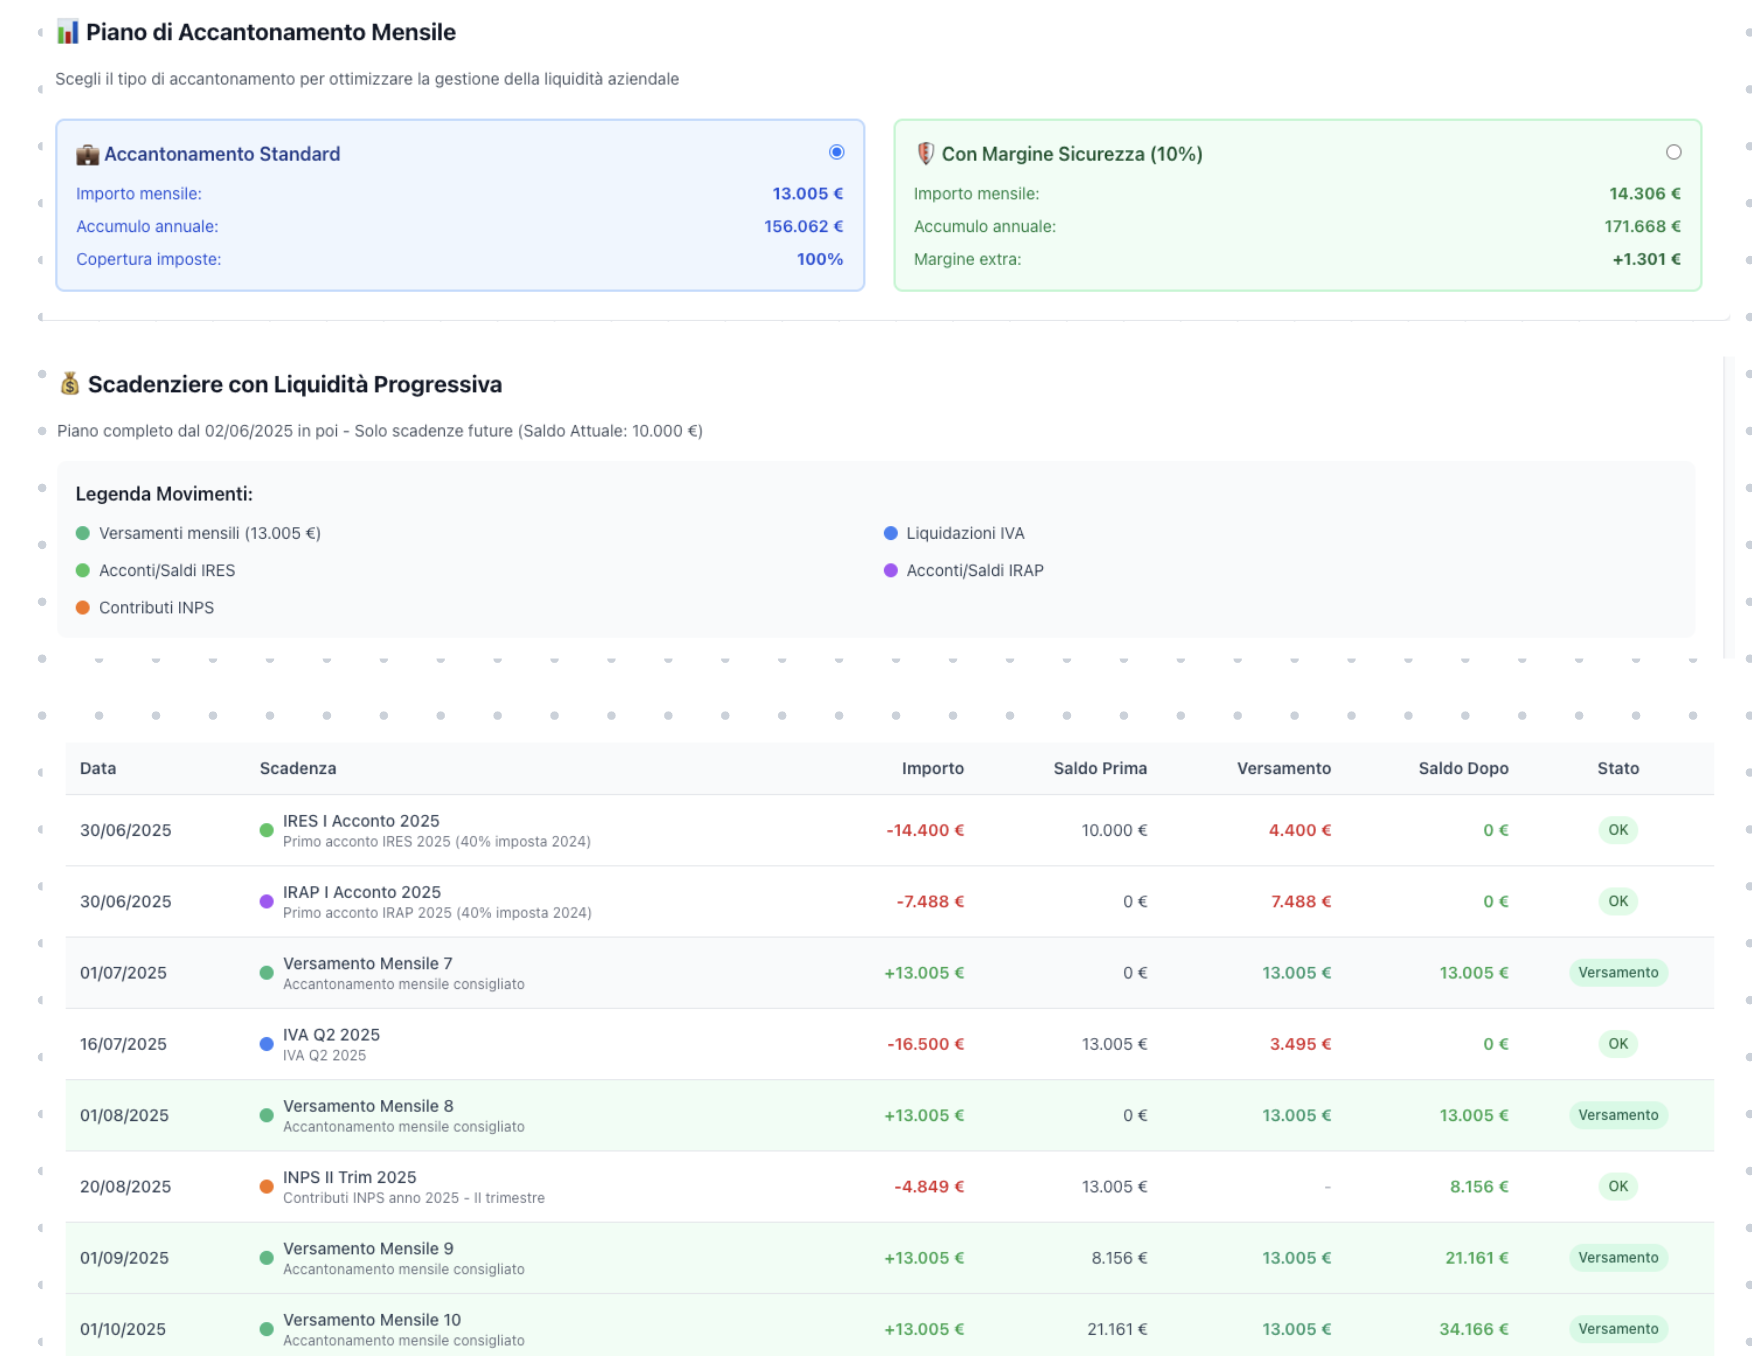 Piano di Accantonamento Mensile
Scegli il tipo di accantonamento per ottimizzare la gestione della liquidità aziendale
Accantonamento Standard
Importo mensile: 13.005 €
Accumulo annuale: 156.062 €
Copertura imposte: 100%
Con Margine Sicurezza (10%)
Importo mensile: 14.306 €
Accumulo annuale: 171.668 €
Margine extra: +1.301 €
Scadenziere con Liquidità Progressiva
Piano completo dal 02/06/2025 in poi - Solo scadenze future (Saldo Attuale: 10.000 €)
Legenda Movimenti:
Versamenti mensili (13.005 €)
Liquidazioni IVA
Acconti/Saldi IRES
Acconti/Saldi IRAP
Contributi INPS
Data Scadenza Importo Saldo Prima Versamento Saldo Dopo Stato
30/06/2025 IRES I Acconto 2025 -14.400 € 10.000 € 4.400 € 0 € OK
Primo acconto IRES 2025 (40% imposta 2024)
30/06/2025 IRAP I Acconto 2025 -7.488 € 0 € 7.488 € 0 € OK
Primo acconto IRAP 2025 (40% imposta 2024)
01/07/2025 Versamento Mensile 7 +13.005 € 0 € 13.005 € 13.005 € Versamento
Accantonamento mensile consigliato
16/07/2025 IVA Q2 2025 -16.500 € 13.005 € 3.495 € 0 € OK
IVA Q2 2025
01/08/2025 Versamento Mensile 8 +13.005 € 0 € 13.005 € 13.005 € Versamento
Accantonamento mensile consigliato
20/08/2025 INPS II Trim 2025 -4.849 € 13.005 € - 8.156 € OK
Contributi INPS anno 2025 - II trimestre
01/09/2025 Versamento Mensile 9 +13.005 € 8.156 € 13.005 € 21.161 € Versamento
Accantonamento mensile consigliato
01/10/2025 Versamento Mensile 10 +13.005 € 21.161 € 13.005 € 34.166 € Versamento
Accantonamento mensile consigliato